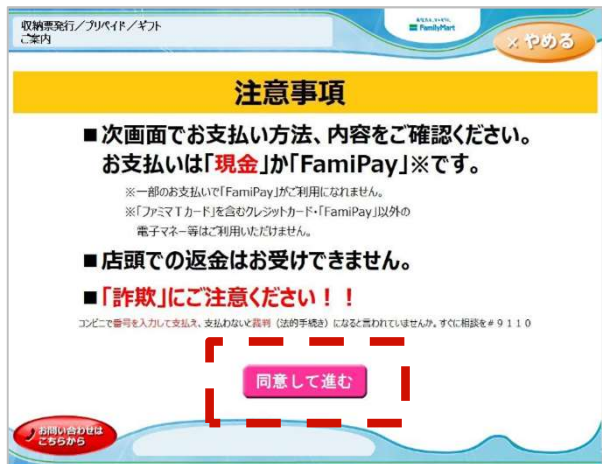 収納票発行／プリペイド／ギフト
ご案内
FamilyMart
×やめる
注意事項
■次画面でお支払い方法、内容をご確認ください。
お支払いは「現金」か「FamiPay」※です。
※一部のお支払いで「FamiPay」がご利用になれません。
※「ファミマTカード」を含むクレジットカード・「FamiPay」以外の
電子マネー等はご利用いただけません。
■店頭での返金はお受けできません。
■「詐欺」にご注意ください！！
コンビニで番号を入力して支払え、支払わないと裁判（法的手続き）になると言われていませんか。すぐに相談を＃９１１０
同意して進む
お問い合わせは
こちらから